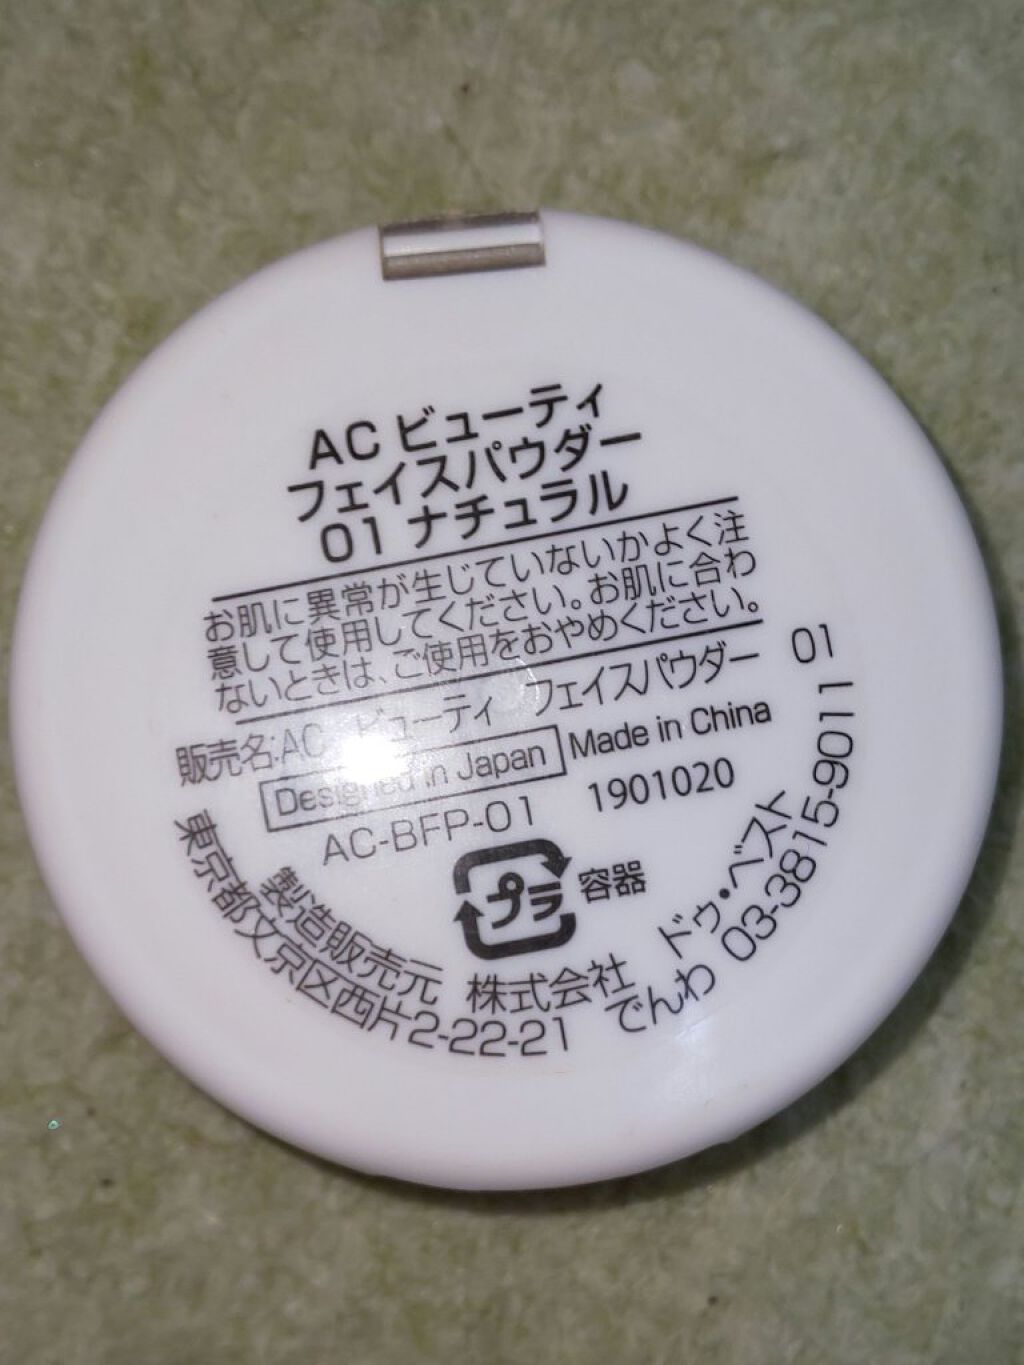 AC ビューティ
フェイスパウダー
01 ナチュラル
お肌に異常が生じていないかよく注
意して使用してください。お肌に合わ
ないときは、ご使用をおやめください。
販売名:AC ビューティ フェイスパウダー 01
Designed in Japan Made in China
AC-BFP-01 1901020
プラ 容器
製造販売元 株式会社 ドゥ・ベスト
東京都文京区西片2-22-21 でんわ 03-3815-9011